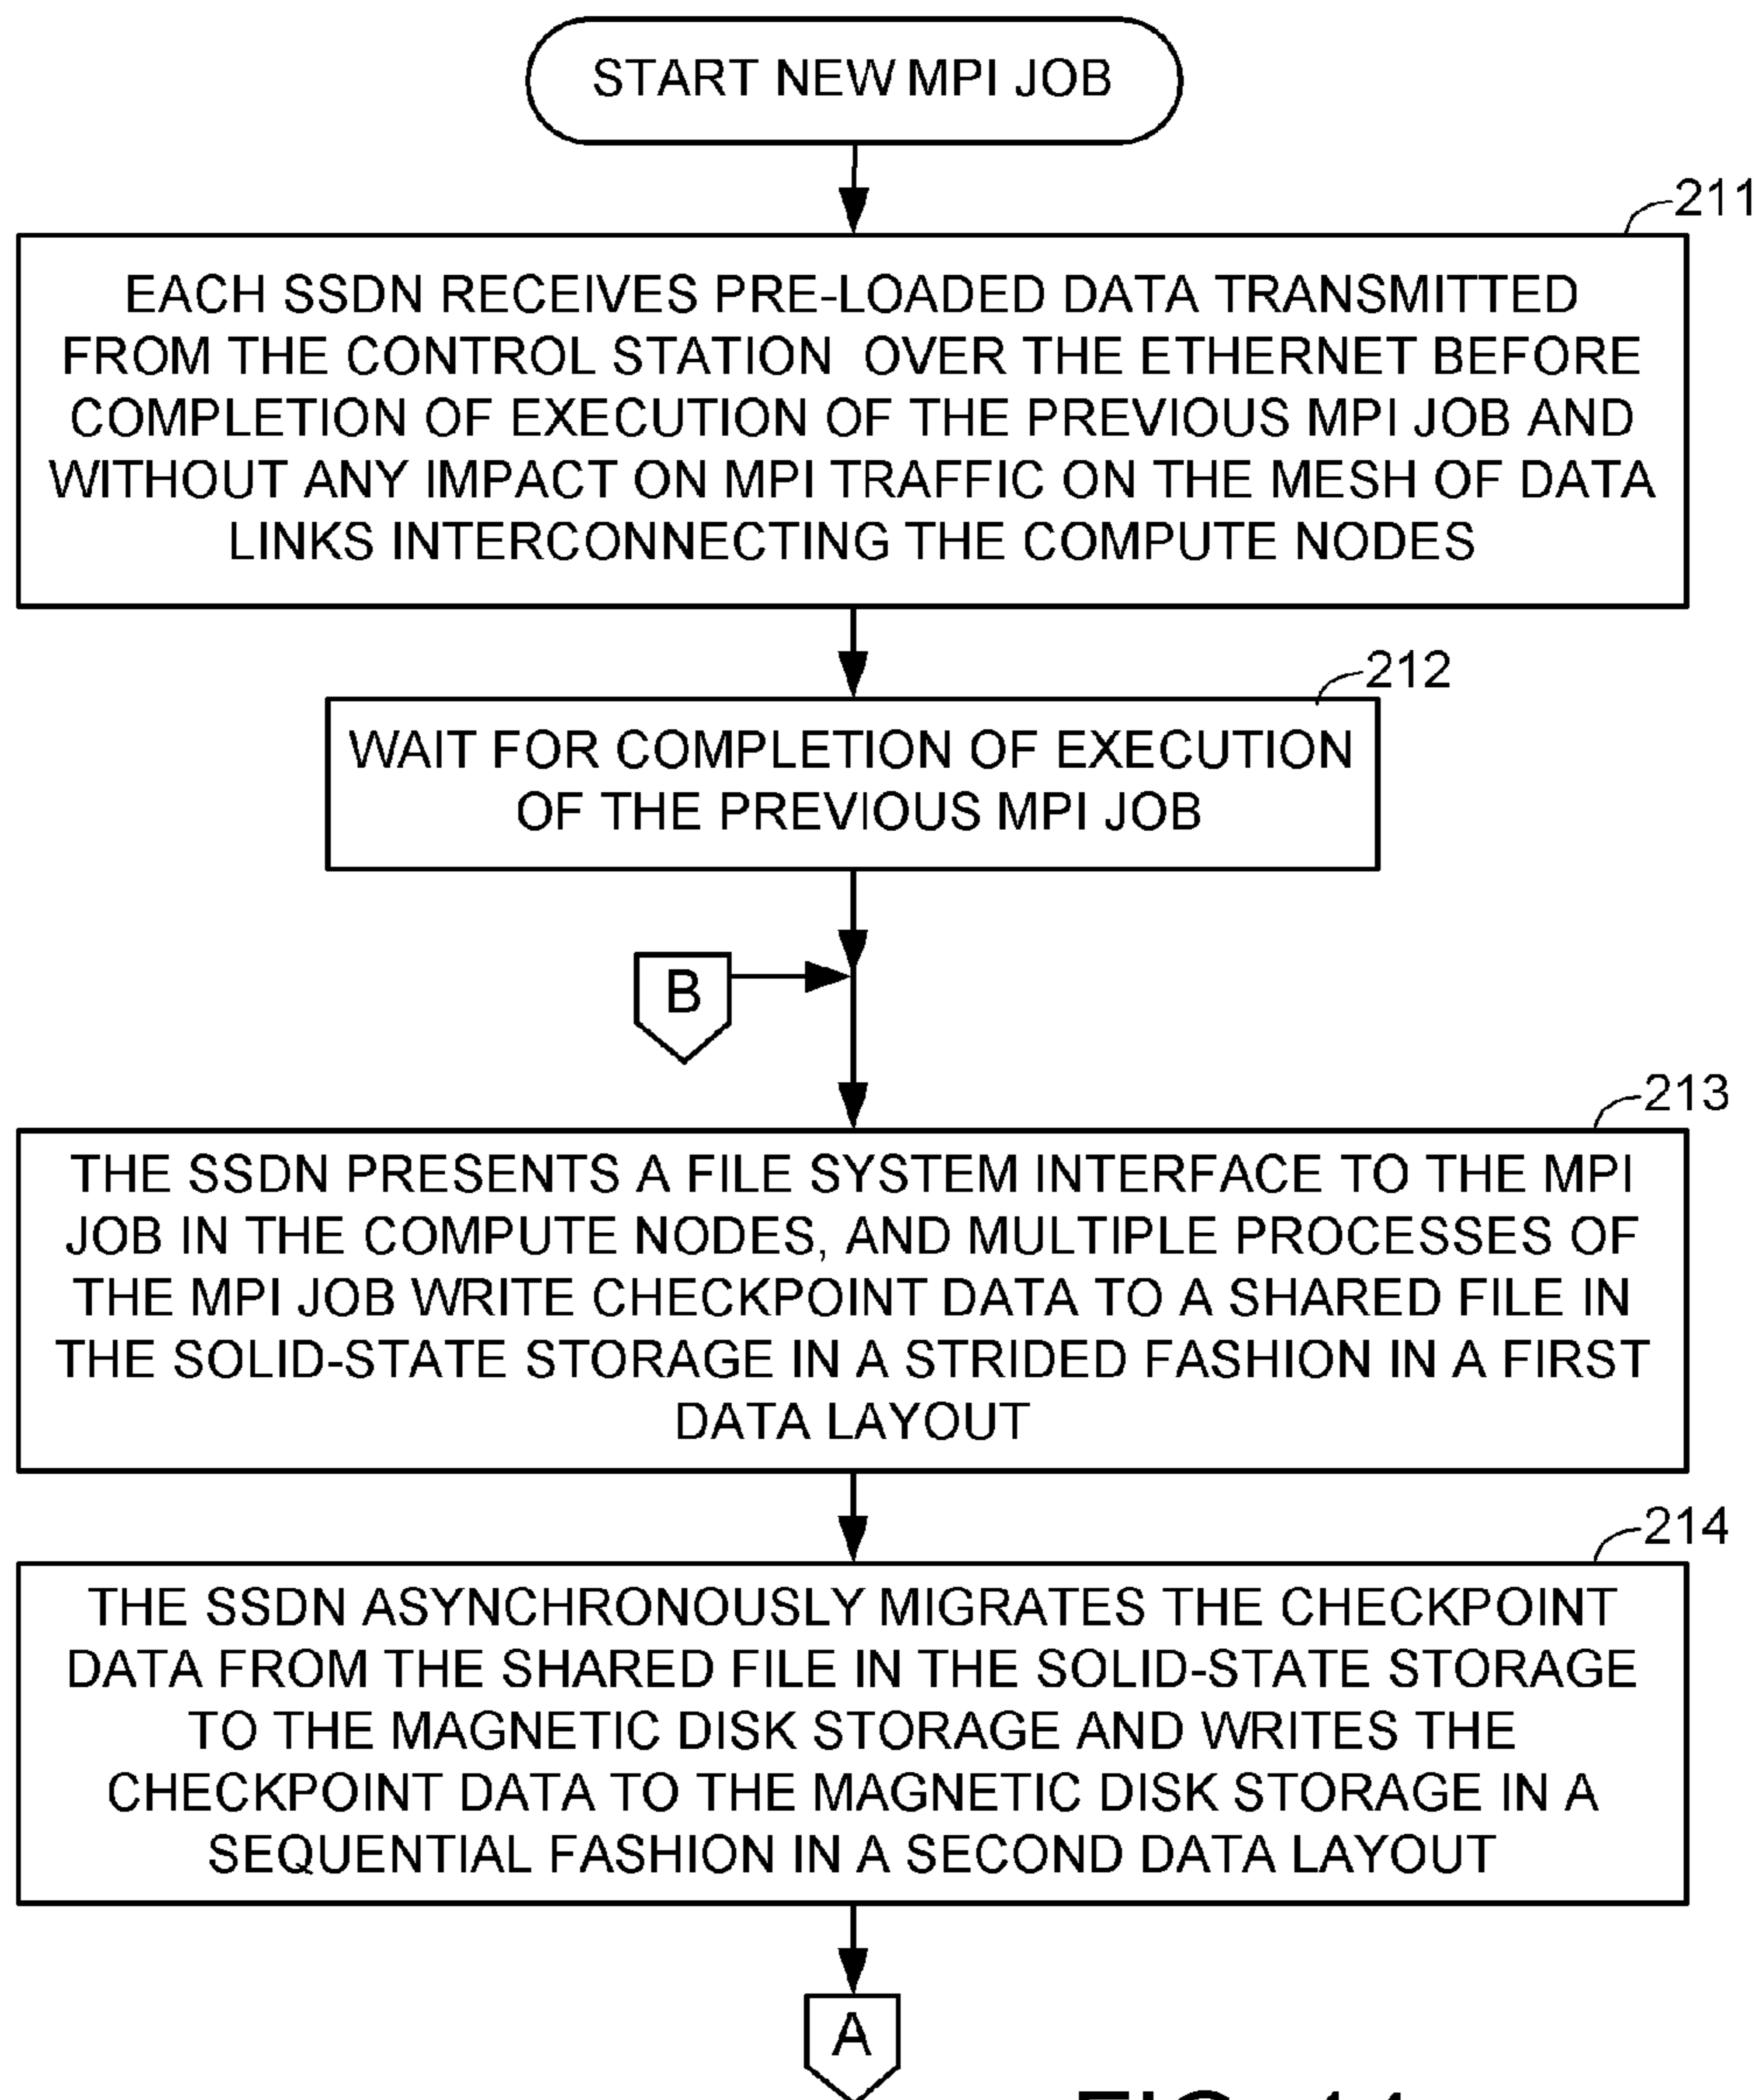 START NEW MPI JOB
211
EACH SSDN RECEIVES PRE-LOADED DATA TRANSMITTED
FROM THE CONTROL STATION OVER THE ETHERNET BEFORE
COMPLETION OF EXECUTION OF THE PREVIOUS MPI JOB AND
WITHOUT ANY IMPACT ON MPI TRAFFIC ON THE MESH OF DATA
LINKS INTERCONNECTING THE COMPUTE NODES
212
WAIT FOR COMPLETION OF EXECUTION
OF THE PREVIOUS MPI JOB
B
213
THE SSDN PRESENTS A FILE SYSTEM INTERFACE TO THE MPI
JOB IN THE COMPUTE NODES, AND MULTIPLE PROCESSES OF
THE MPI JOB WRITE CHECKPOINT DATA TO A SHARED FILE IN
THE SOLID-STATE STORAGE IN A STRIDED FASHION IN A FIRST
DATA LAYOUT
214
THE SSDN ASYNCHRONOUSLY MIGRATES THE CHECKPOINT
DATA FROM THE SHARED FILE IN THE SOLID-STATE STORAGE
TO THE MAGNETIC DISK STORAGE AND WRITES THE
CHECKPOINT DATA TO THE MAGNETIC DISK STORAGE IN A
SEQUENTIAL FASHION IN A SECOND DATA LAYOUT
A